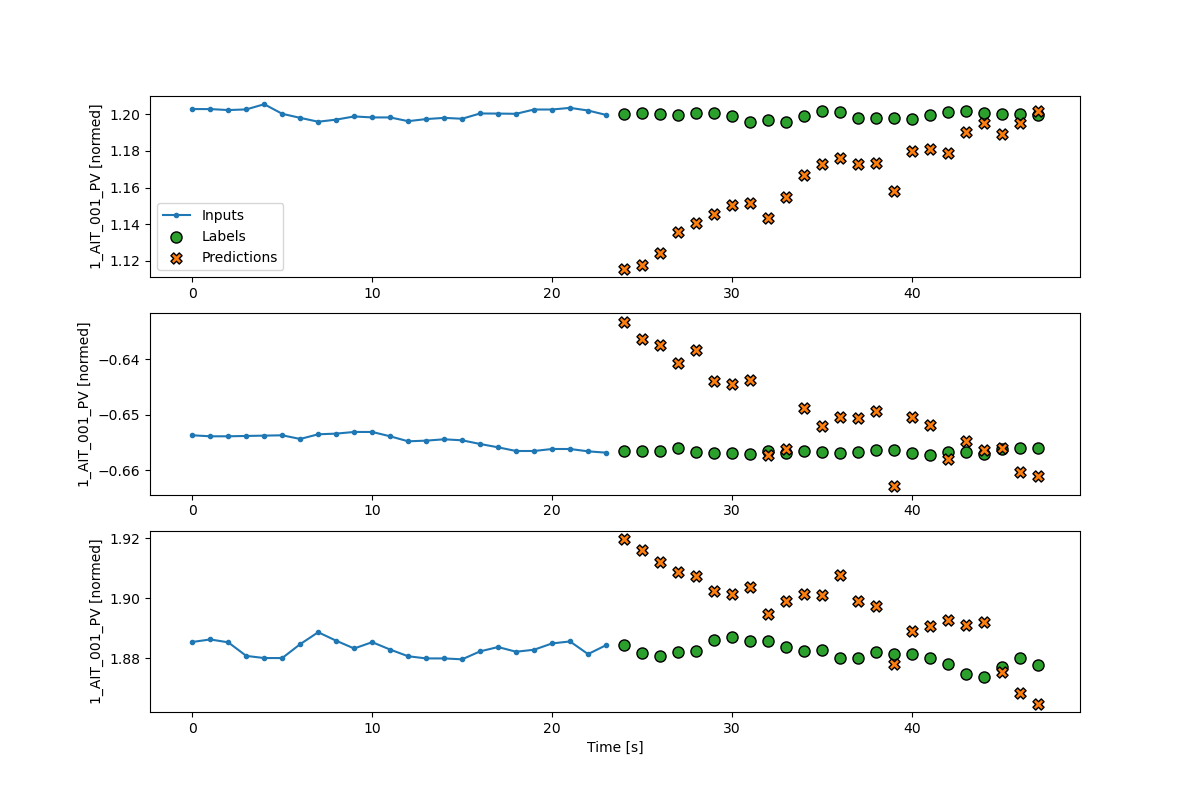 1_AIT_001_PV [normed]
1.20
1.18
1.16
1.14
1.12
Inputs
Labels
Predictions
0 10 20 30 40
1_AIT_001_PV [normed]
−0.64
−0.65
−0.66
0 10 20 30 40
1_AIT_001_PV [normed]
1.92
1.90
1.88
0 10 20 30 40
Time [s]